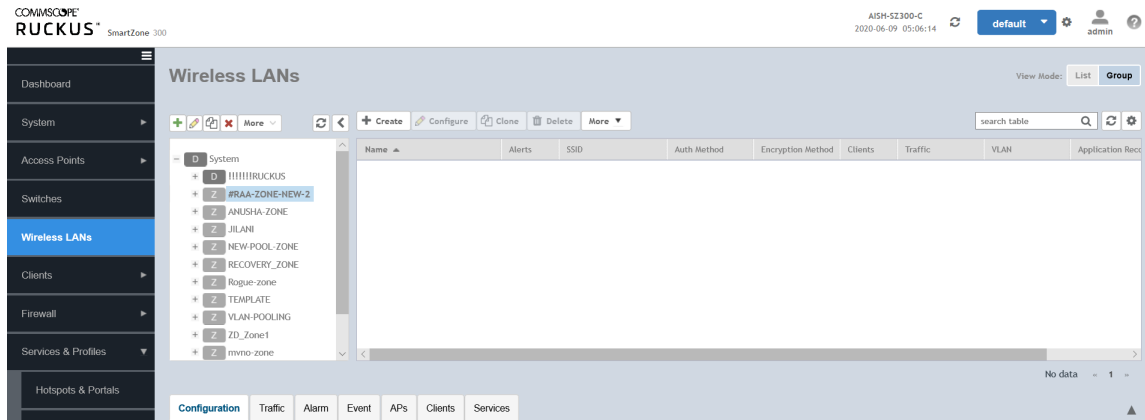 COMMSCOPE®
RUCKUS® SmartZone 300
AISH-SZ300-C
2020-06-09 05:06:14
default
admin
?
Dashboard
System
Access Points
Switches
Wireless LANs
Clients
Firewall
Services & Profiles
Hotspots & Portals
Wireless LANs
View Mode: List Group
More
Create Configure Clone Delete More
search table
D System
D !!!!!!!RUCKUS
Z #RAA-ZONE-NEW-2
Z ANUSHA-ZONE
Z JILANI
Z NEW-POOL-ZONE
Z RECOVERY_ZONE
Z Rogue-zone
Z TEMPLATE
Z VLAN-POOLING
Z ZD_Zone1
Z mvno-zone
Name Alerts SSID Auth Method Encryption Method Clients Traffic VLAN Application Reco
No data « 1 »
Configuration Traffic Alarm Event APs Clients Services